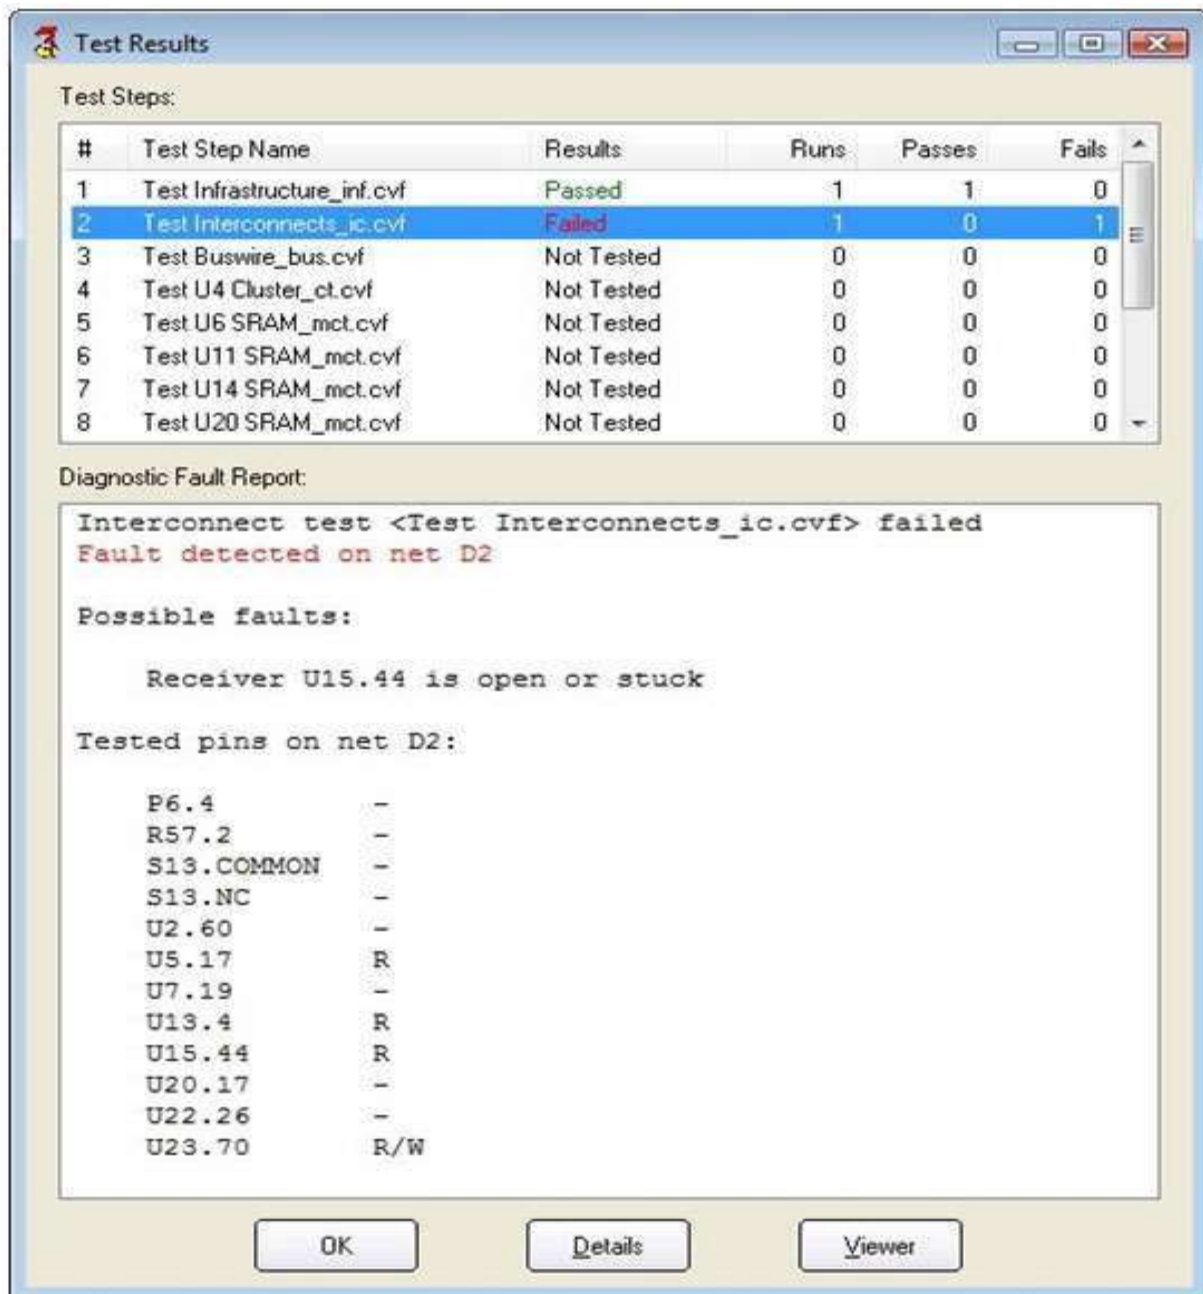 Test Results
Test Steps:
# Test Step Name Results Runs Passes Fails
1 Test Infrastructure_inf.cvf Passed 1 1 0
2 Test Interconnects_ic.cvf Failed 1 0 1
3 Test Buswire_bus.cvf Not Tested 0 0 0
4 Test U4 Cluster_ct.cvf Not Tested 0 0 0
5 Test U6 SRAM_mct.cvf Not Tested 0 0 0
6 Test U11 SRAM_mct.cvf Not Tested 0 0 0
7 Test U14 SRAM_mct.cvf Not Tested 0 0 0
8 Test U20 SRAM_mct.cvf Not Tested 0 0 0
Diagnostic Fault Report:
Interconnect test <Test Interconnects_ic.cvf> failed
Fault detected on net D2
Possible faults:
Receiver U15.44 is open or stuck
Tested pins on net D2:
P6.4 -
R57.2 -
S13.COMMON -
S13.NC -
U2.60 -
U5.17 R
U7.19 -
U13.4 R
U15.44 R
U20.17 -
U22.26 -
U23.70 R/W
OK Details Viewer